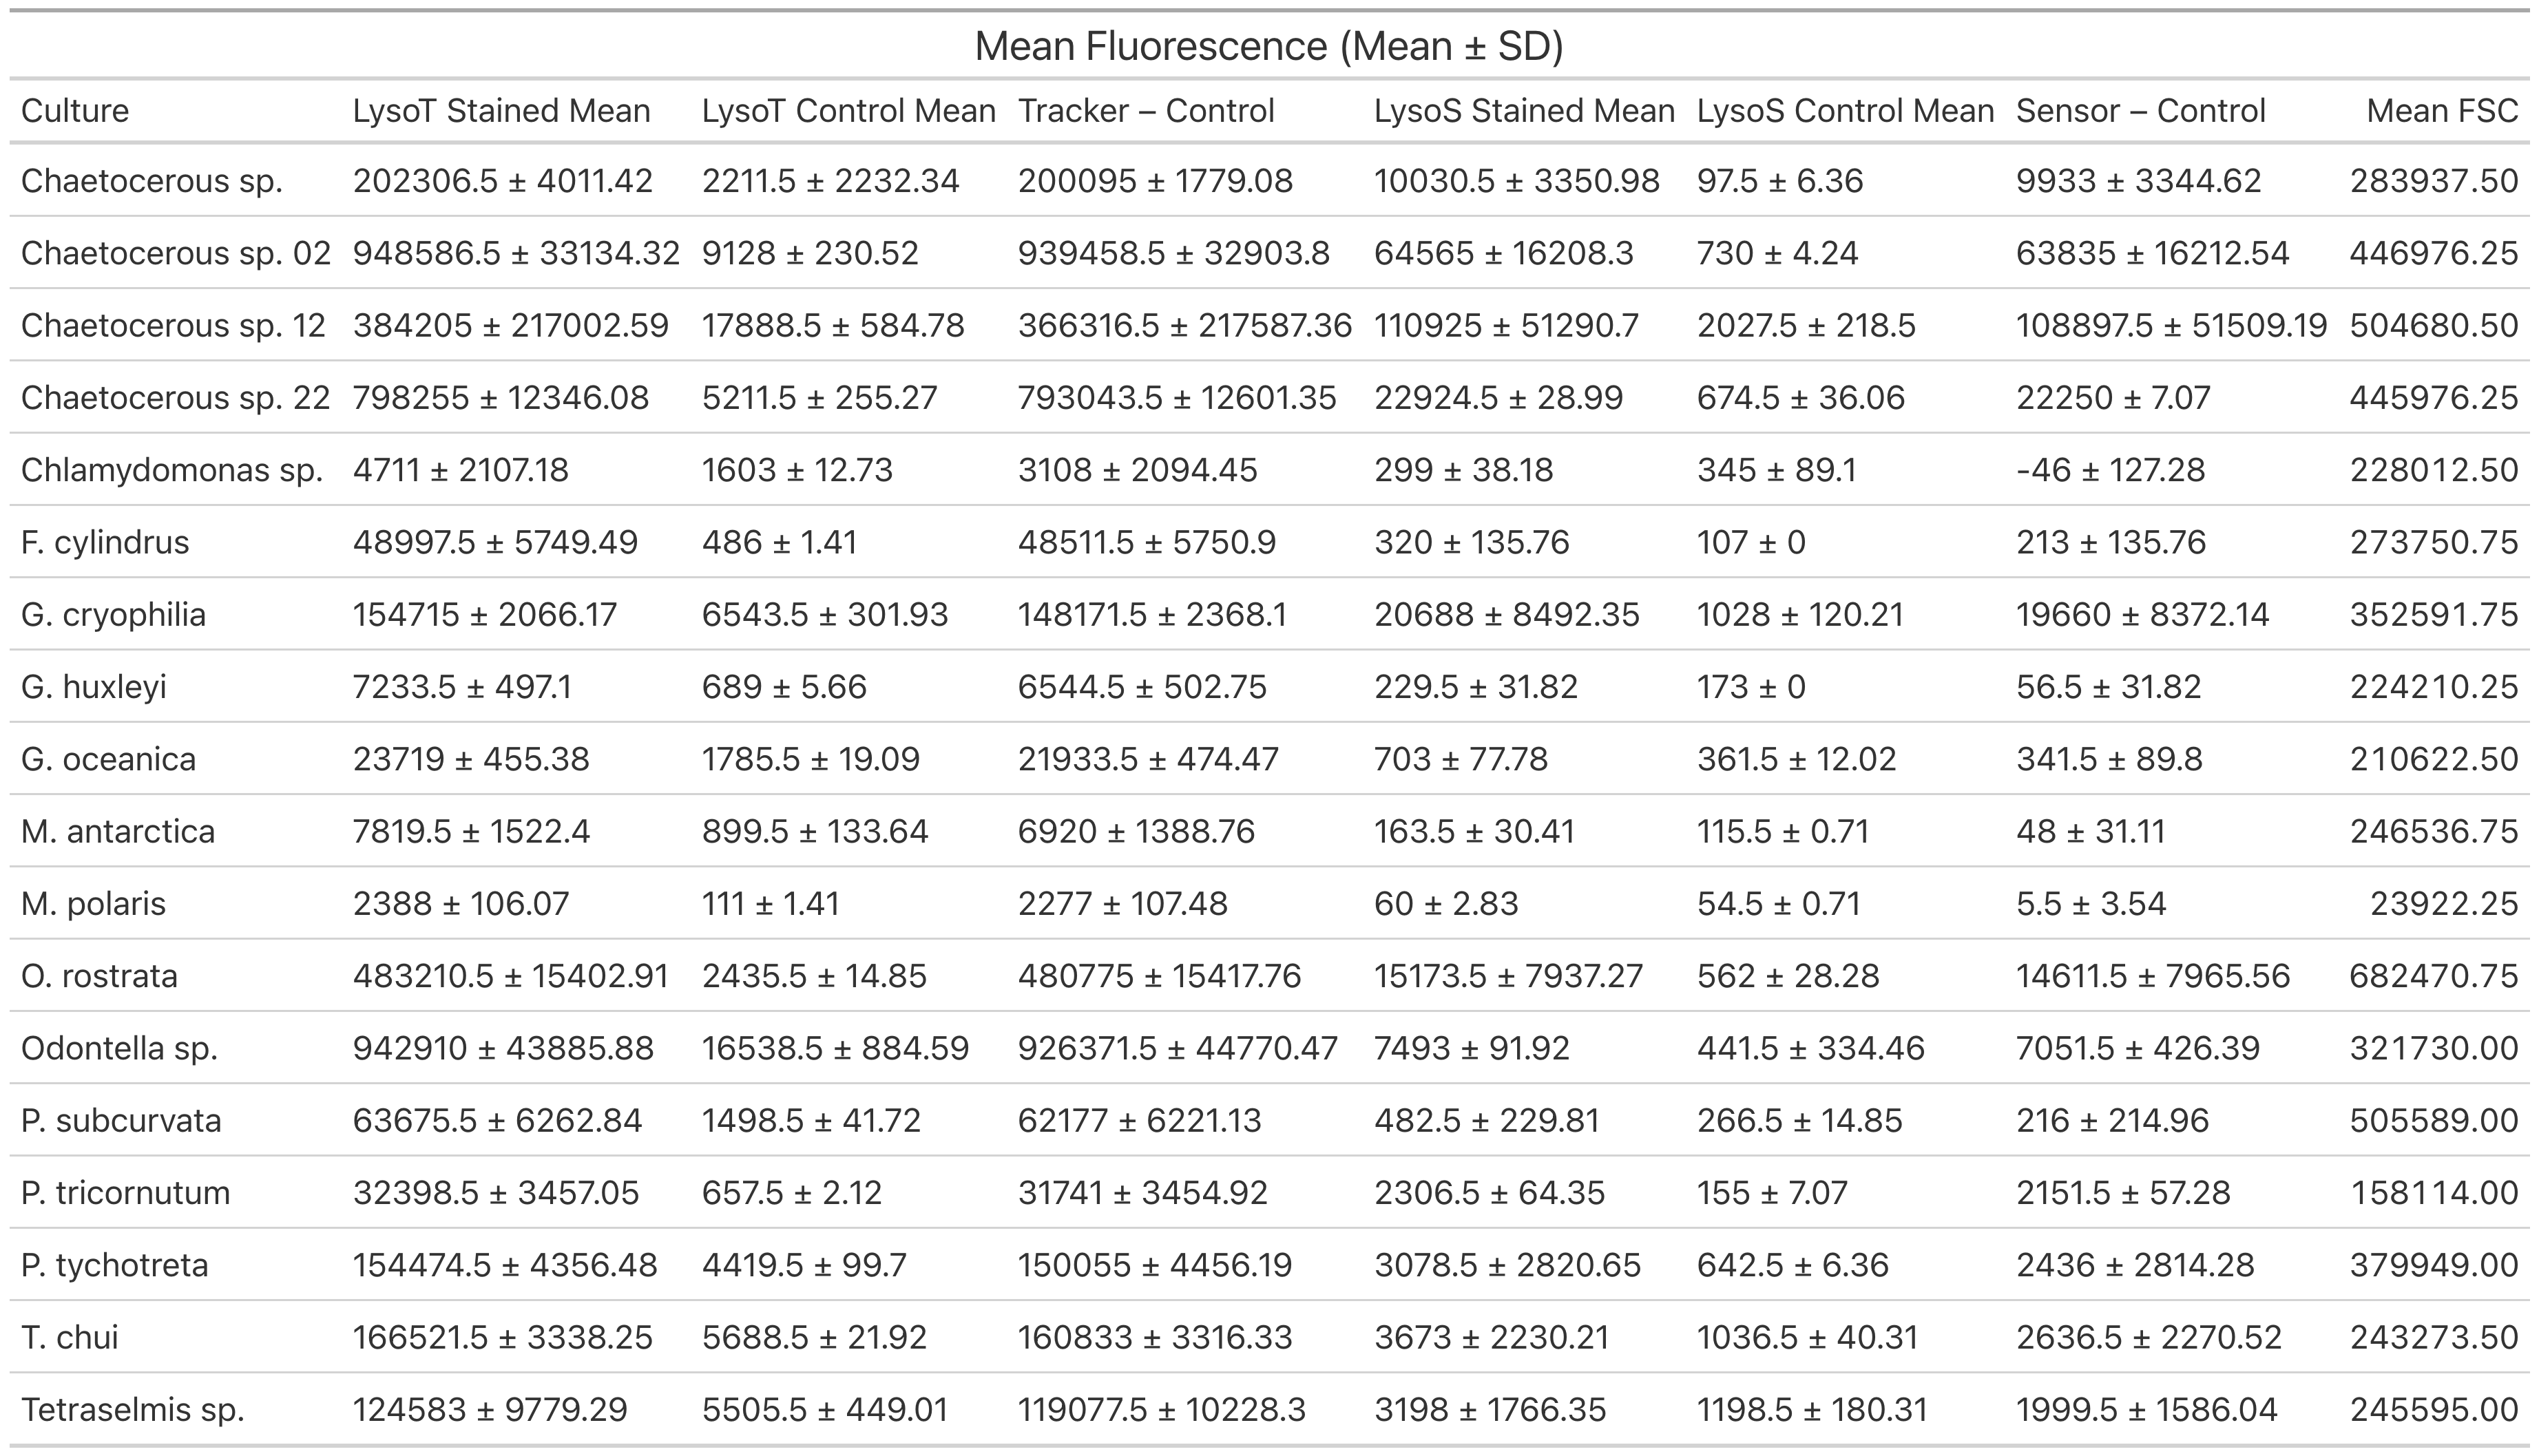 Mean Fluorescence (Mean ± SD)
Culture LysoT Stained Mean LysoT Control Mean Tracker – Control LysoS Stained Mean LysoS Control Mean Sensor – Control Mean FSC
Chaetocerous sp. 202306.5 ± 4011.42 2211.5 ± 2232.34 200095 ± 1779.08 10030.5 ± 3350.98 97.5 ± 6.36 9933 ± 3344.62 283937.50
Chaetocerous sp. 02 948586.5 ± 33134.32 9128 ± 230.52 939458.5 ± 32903.8 64565 ± 16208.3 730 ± 4.24 63835 ± 16212.54 446976.25
Chaetocerous sp. 12 384205 ± 217002.59 17888.5 ± 584.78 366316.5 ± 217587.36 110925 ± 51290.7 2027.5 ± 218.5 108897.5 ± 51509.19 504680.50
Chaetocerous sp. 22 798255 ± 12346.08 5211.5 ± 255.27 793043.5 ± 12601.35 22924.5 ± 28.99 674.5 ± 36.06 22250 ± 7.07 445976.25
Chlamydomonas sp. 4711 ± 2107.18 1603 ± 12.73 3108 ± 2094.45 299 ± 38.18 345 ± 89.1 -46 ± 127.28 228012.50
F. cylindrus 48997.5 ± 5749.49 486 ± 1.41 48511.5 ± 5750.9 320 ± 135.76 107 ± 0 213 ± 135.76 273750.75
G. cryophilia 154715 ± 2066.17 6543.5 ± 301.93 148171.5 ± 2368.1 20688 ± 8492.35 1028 ± 120.21 19660 ± 8372.14 352591.75
G. huxleyi 7233.5 ± 497.1 689 ± 5.66 6544.5 ± 502.75 229.5 ± 31.82 173 ± 0 56.5 ± 31.82 224210.25
G. oceanica 23719 ± 455.38 1785.5 ± 19.09 21933.5 ± 474.47 703 ± 77.78 361.5 ± 12.02 341.5 ± 89.8 210622.50
M. antarctica 7819.5 ± 1522.4 899.5 ± 133.64 6920 ± 1388.76 163.5 ± 30.41 115.5 ± 0.71 48 ± 31.11 246536.75
M. polaris 2388 ± 106.07 111 ± 1.41 2277 ± 107.48 60 ± 2.83 54.5 ± 0.71 5.5 ± 3.54 23922.25
O. rostrata 483210.5 ± 15402.91 2435.5 ± 14.85 480775 ± 15417.76 15173.5 ± 7937.27 562 ± 28.28 14611.5 ± 7965.56 682470.75
Odontella sp. 942910 ± 43885.88 16538.5 ± 884.59 926371.5 ± 44770.47 7493 ± 91.92 441.5 ± 334.46 7051.5 ± 426.39 321730.00
P. subcurvata 63675.5 ± 6262.84 1498.5 ± 41.72 62177 ± 6221.13 482.5 ± 229.81 266.5 ± 14.85 216 ± 214.96 505589.00
P. tricornutum 32398.5 ± 3457.05 657.5 ± 2.12 31741 ± 3454.92 2306.5 ± 64.35 155 ± 7.07 2151.5 ± 57.28 158114.00
P. tychotreta 154474.5 ± 4356.48 4419.5 ± 99.7 150055 ± 4456.19 3078.5 ± 2820.65 642.5 ± 6.36 2436 ± 2814.28 379949.00
T. chui 166521.5 ± 3338.25 5688.5 ± 21.92 160833 ± 3316.33 3673 ± 2230.21 1036.5 ± 40.31 2636.5 ± 2270.52 243273.50
Tetraselmis sp. 124583 ± 9779.29 5505.5 ± 449.01 119077.5 ± 10228.3 3198 ± 1766.35 1198.5 ± 180.31 1999.5 ± 1586.04 245595.00